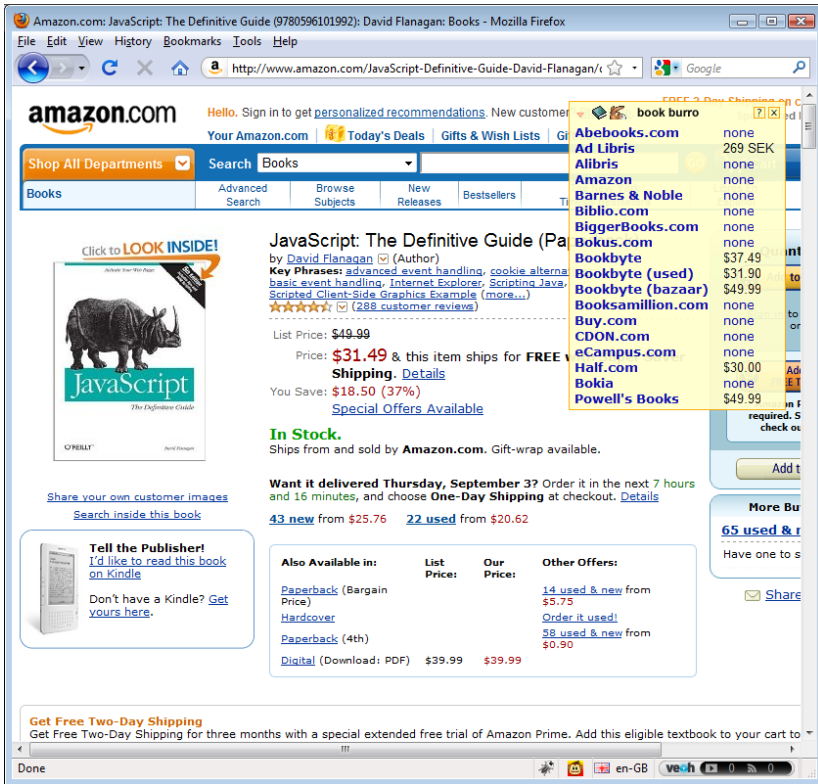 Amazon.com: JavaScript: The Definitive Guide (9780596101992): David Flanagan: Books - Mozilla Firefox
File Edit View History Bookmarks Tools Help
http://www.amazon.com/JavaScript-Definitive-Guide-David-Flanagan/
Google
amazon.com
Hello. Sign in to get personalized recommendations. New customer
FREE 2-Day Shipping on
Your Amazon.com Today's Deals Gifts & Wish Lists
Shop All Departments
Search Books
Books
Advanced Search
Browse Subjects
New Releases
Bestsellers
book burro ? x
Abebooks.com none
Ad Libris 269 SEK
Alibris none
Amazon none
Barnes & Noble none
Biblio.com none
BiggerBooks.com none
Bokus.com none
Bookbyte $37.49
Bookbyte (used) $31.90
Bookbyte (bazaar) $49.99
Booksamillion.com none
Buy.com none
CDON.com none
eCampus.com none
Half.com $30.00
Bokia none
Powell's Books $49.99
Click to LOOK INSIDE!
Activate Your Web Pages
JavaScript
The Definitive Guide
O'REILLY
David Flanagan
Share your own customer images
Search inside this book
Tell the Publisher!
I'd like to read this book
on Kindle
Don't have a Kindle? Get
yours here.
JavaScript: The Definitive Guide
by David Flanagan (Author)
Key Phrases: advanced event handling, cookie
basic event handling, Internet Explorer, Scripting Java,
Scripted Client-Side Graphics Example (more...)
(288 customer reviews)
List Price: $49.99
Price: $31.49 & this item ships for FREE
Shipping. Details
You Save: $18.50 (37%)
Special Offers Available
In Stock.
Ships from and sold by Amazon.com. Gift-wrap available.
Want it delivered Thursday, September 3? Order it in the next 7 hours
and 16 minutes, and choose One-Day Shipping at checkout. Details
43 new from $25.76 22 used from $20.62
Also Available in: List Price: Our Price: Other Offers:
Paperback (Bargain Price) 14 used & new from $5.75
Hardcover Order it used!
Paperback (4th) 58 used & new from $0.90
Digital (Download: PDF) $39.99 $39.99
required.
check
Add
More
65 used &
Have one to
Share
Get Free Two-Day Shipping
Get Free Two-Day Shipping for three months with a special extended free trial of Amazon Prime. Add this eligible textbook to your cart to
Done
en-GB
veoh 0 0